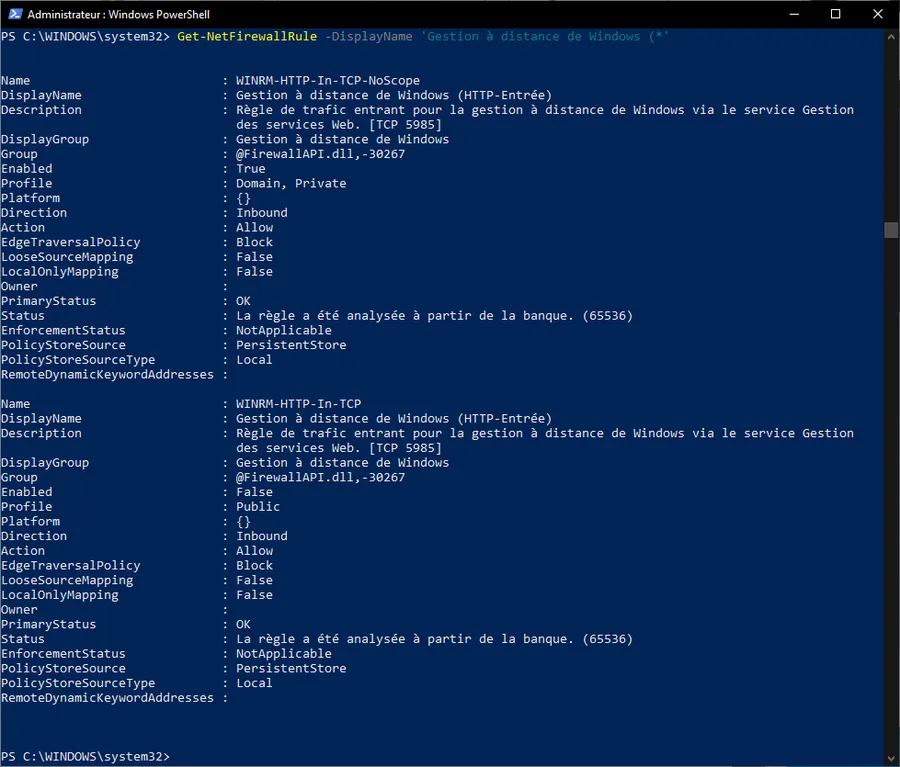 Administrateur : Windows PowerShell
PS C:\WINDOWS\system32> Get-NetFirewallRule -DisplayName 'Gestion à distance de Windows (*'
Name : WINRM-HTTP-In-TCP-NoScope
DisplayName : Gestion à distance de Windows (HTTP-Entrée)
Description : Règle de trafic entrant pour la gestion à distance de Windows via le service Gestion
des services Web. [TCP 5985]
DisplayGroup : Gestion à distance de Windows
Group : @FirewallAPI.dll,-30267
Enabled : True
Profile : Domain, Private
Platform : {}
Direction : Inbound
Action : Allow
EdgeTraversalPolicy : Block
LooseSourceMapping : False
LocalOnlyMapping : False
Owner :
PrimaryStatus : OK
Status : La règle a été analysée à partir de la banque. (65536)
EnforcementStatus : NotApplicable
PolicyStoreSource : PersistentStore
PolicyStoreSourceType : Local
RemoteDynamicKeywordAddresses :
Name : WINRM-HTTP-In-TCP
DisplayName : Gestion à distance de Windows (HTTP-Entrée)
Description : Règle de trafic entrant pour la gestion à distance de Windows via le service Gestion
des services Web. [TCP 5985]
DisplayGroup : Gestion à distance de Windows
Group : @FirewallAPI.dll,-30267
Enabled : False
Profile : Public
Platform : {}
Direction : Inbound
Action : Allow
EdgeTraversalPolicy : Block
LooseSourceMapping : False
LocalOnlyMapping : False
Owner :
PrimaryStatus : OK
Status : La règle a été analysée à partir de la banque. (65536)
EnforcementStatus : NotApplicable
PolicyStoreSource : PersistentStore
PolicyStoreSourceType : Local
RemoteDynamicKeywordAddresses :
PS C:\WINDOWS\system32>